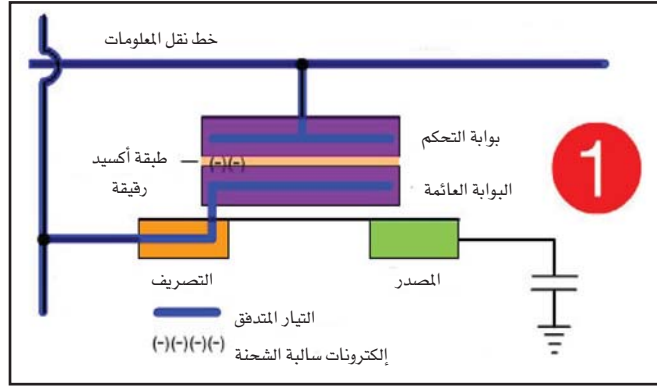 خط نقل المعلومات
بوابة التحكم
طبقة أكسيد
رقيقة
(-)(-)
البوابة العائمة
1
التصريف
المصدر
التيار المتدفق
(-)(-)(-)(-) إلكترونات سالبة الشحنة